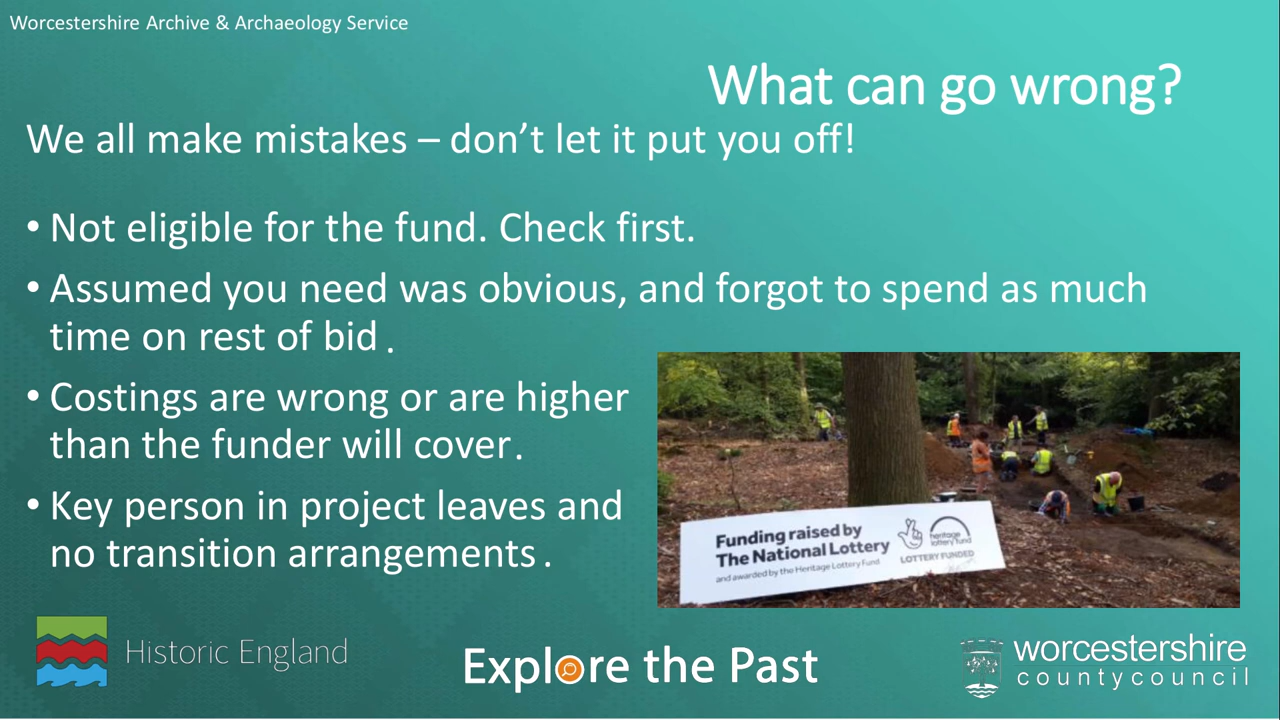 Worcestershire Archive & Archaeology Service
What can go wrong?
We all make mistakes – don’t let it put you off!
• Not eligible for the fund. Check first.
• Assumed you need was obvious, and forgot to spend as much
time on rest of bid .
• Costings are wrong or are higher
than the funder will cover .
• Key person in project leaves and
no transition arrangements .
Funding raised by
The National Lottery
and awarded by the Heritage Lottery Fund
heritage
lottery fund
LOTTERY FUNDED
Historic England
Explore the Past
worcestershire
countycouncil